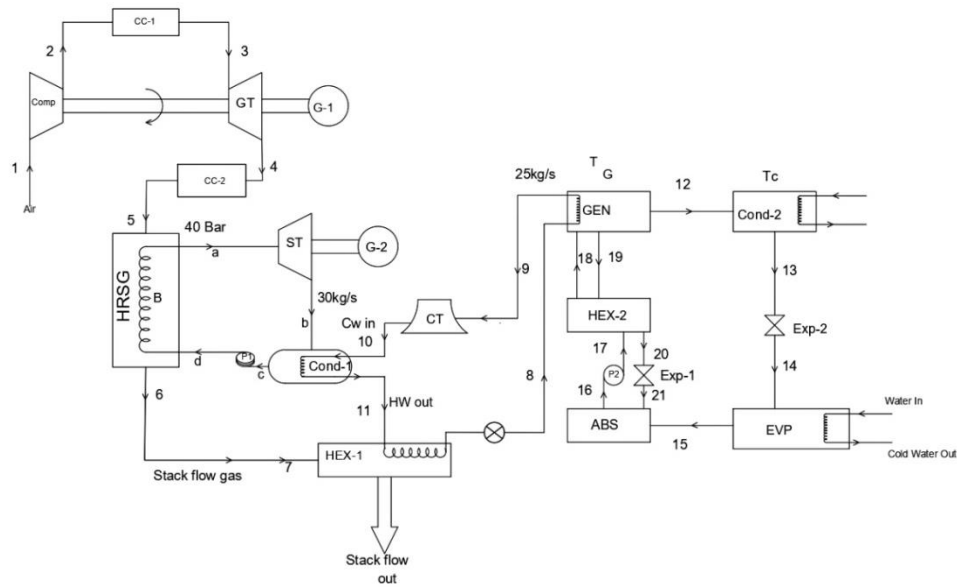 CC-1
2
3
Comp
GT
G-1
1
4
Air
CC-2
5
40 Bar
a
HRSG
B
ST
G-2
30kg/s
b
Cw in
10
CT
9
d
P1
c
Cond-1
6
11
HW out
8
HEX-1
7
Stack flow gas
Stack flow
out
25kg/s
T
G
GEN
12
Tc
Cond-2
18
19
13
HEX-2
Exp-2
17
20
P2
Exp-1
14
16
21
ABS
15
EVP
Water In
Cold Water Out